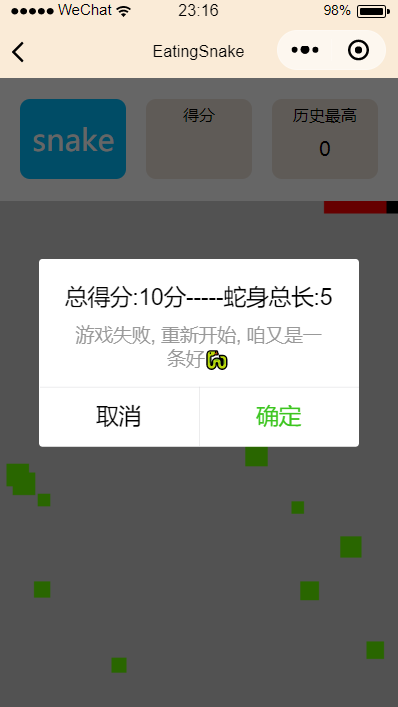 WeChat 23:16 98%
EatingSnake
snake
得分
历史最高
0
总得分:10分-----蛇身总长:5
游戏失败, 重新开始, 咱又是一
条好🐍
取消 确定